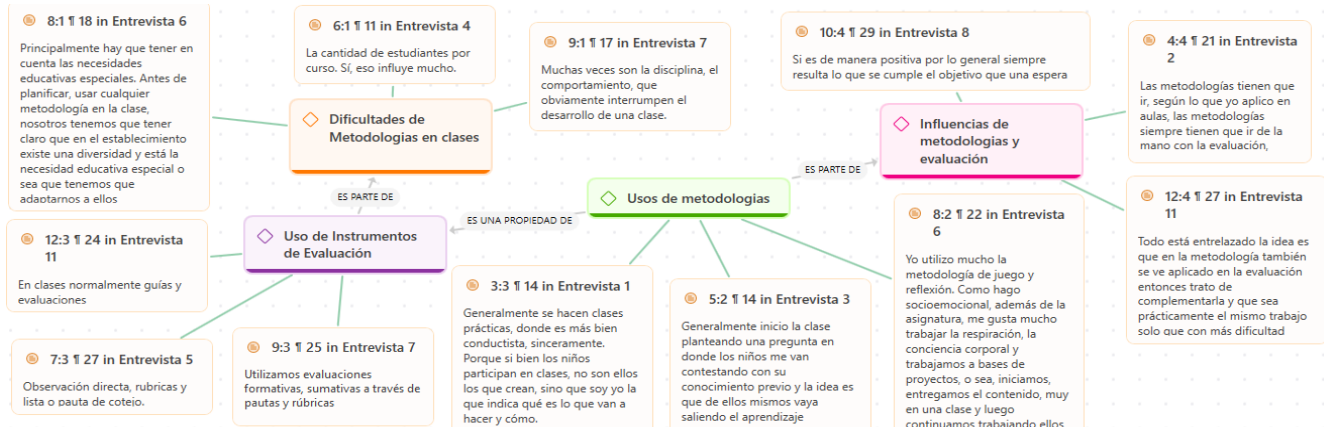 8:1 ¶ 18 in Entrevista 6
Principalmente hay que tener en
cuenta las necesidades
educativas especiales. Antes de
planificar, usar cualquier
metodología en la clase,
nosotros tenemos que tener
claro que en el establecimiento
existe una diversidad y está la
necesidad educativa especial o
sea que tenemos que
adaptarnos a ellos
6:1 ¶ 11 in Entrevista 4
La cantidad de estudiantes por
curso. Sí, eso influye mucho.
9:1 ¶ 17 in Entrevista 7
Muchas veces son la disciplina, el
comportamiento, que
obviamente interrumpen el
desarrollo de una clase.
10:4 ¶ 29 in Entrevista 8
Si es de manera positiva por lo general siempre
resulta lo que se cumple el objetivo que una espera
4:4 ¶ 21 in Entrevista
2
Las metodologías tienen que
ir, según lo que yo aplico en
aulas, las metodologías
siempre tienen que ir de la
mano con la evaluación,
Dificultades de
Metodologias en clases
Influencias de
metodologias y
evaluación
ES PARTE DE
ES PARTE DE
Usos de metodologias
ES UNA PROPIEDAD DE
Uso de Instrumentos
de Evaluación
12:3 ¶ 24 in Entrevista
11
En clases normalmente guías y
evaluaciones
7:3 ¶ 27 in Entrevista 5
Observación directa, rubricas y
lista o pauta de cotejo.
9:3 ¶ 25 in Entrevista 7
Utilizamos evaluaciones
formativas, sumativas a través de
pautas y rúbricas
3:3 ¶ 14 in Entrevista 1
Generalmente se hacen clases
prácticas, donde es más bien
conductista, sinceramente.
Porque si bien los niños
participan en clases, no son ellos
los que crean, sino que soy yo la
que indica qué es lo que van a
hacer y cómo.
5:2 ¶ 14 in Entrevista 3
Generalmente inicio la clase
planteando una pregunta en
donde los niños me van
contestando con su
conocimiento previo y la idea es
que de ellos mismos vaya
saliendo el aprendizaje
8:2 ¶ 22 in Entrevista
6
Yo utilizo mucho la
metodología de juego y
reflexión. Como hago
socioemocional, además de la
asignatura, me gusta mucho
trabajar la respiración, la
conciencia corporal y
trabajamos a bases de
proyectos, o sea, iniciamos,
entregamos el contenido, muy
en una clase y luego
continuamos trabajando ellos
12:4 ¶ 27 in Entrevista
11
Todo está entrelazado la idea es
que en la metodología también
se ve aplicado en la evaluación
entonces trato de
complementarla y que sea
prácticamente el mismo trabajo
solo que con más dificultad